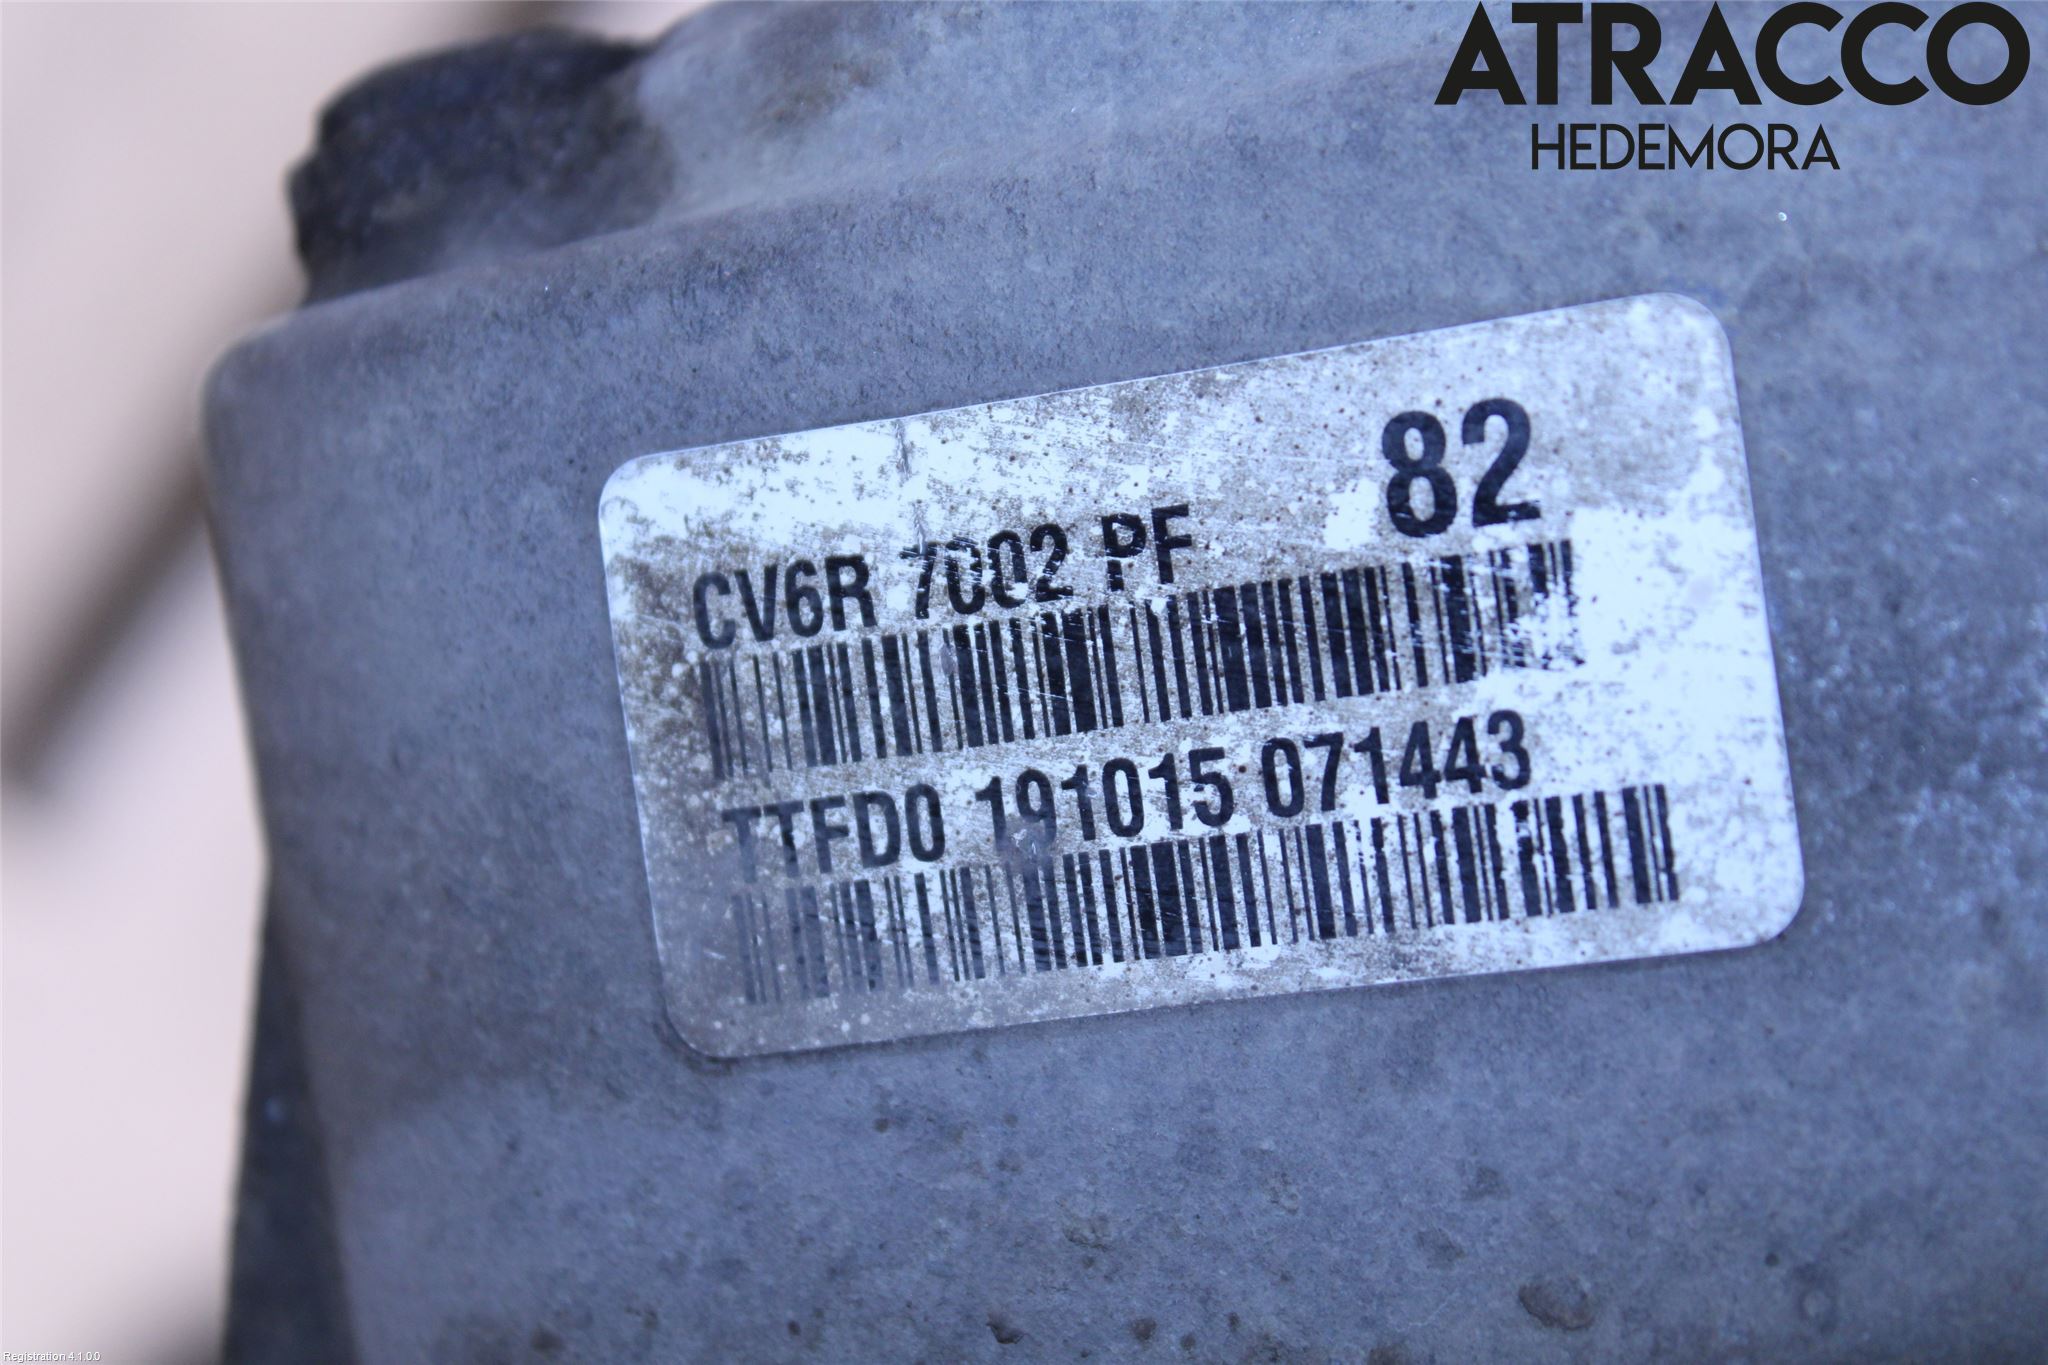 ATRACCO
HEDEMORA
82
CV6R 7002 PF
TTFD0 191015 071443
Registration 4.1.0.0